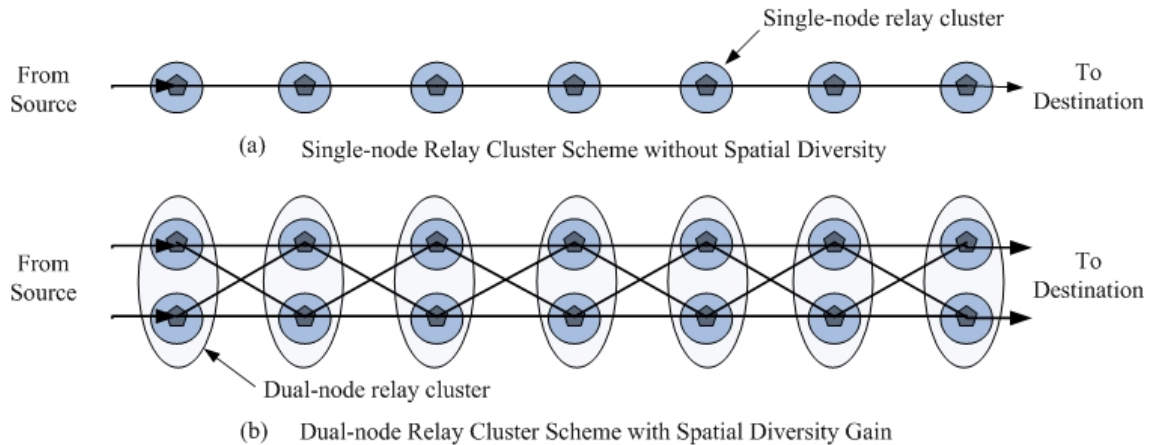 Single-node relay cluster
From
Source
To
Destination
(a) Single-node Relay Cluster Scheme without Spatial Diversity
From
Source
To
Destination
Dual-node relay cluster
(b) Dual-node Relay Cluster Scheme with Spatial Diversity Gain